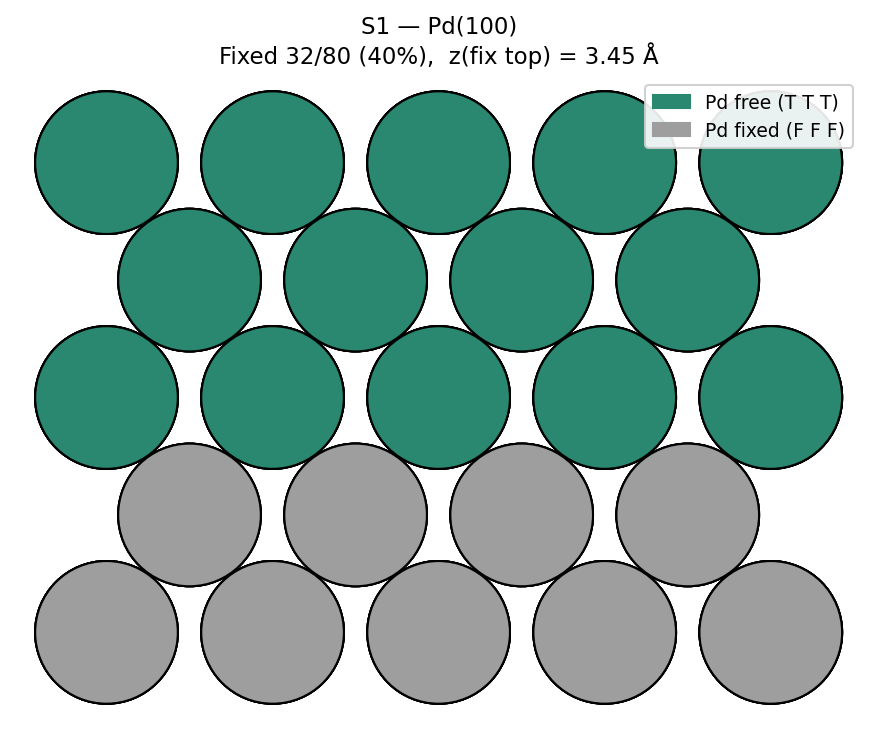 S1 — Pd(100)
Fixed 32/80 (40%),  z(fix top) = 3.45 Å
Pd free (T T T)
Pd fixed (F F F)